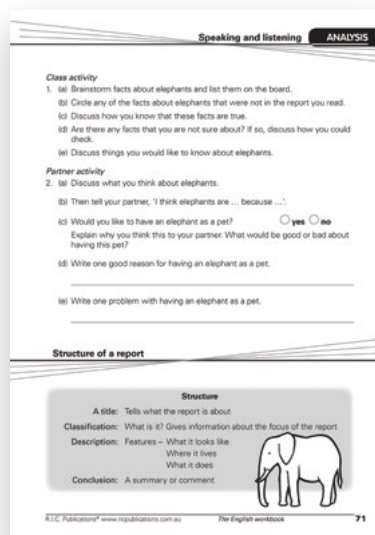 Speaking and listening ANALYSIS
Class activity
1. (a) Brainstorm facts about elephants and list them on the board.
(b) Circle any of the facts about elephants that were not in the report you read.
(c) Discuss how you know that these facts are true.
(d) Are there any facts that you are not sure about? If so, discuss how you could
check.
(e) Discuss things you would like to know about elephants.
Partner activity
2. (a) Discuss what you think about elephants.
(b) Then tell your partner, 'I think elephants are ... because ...'.
(c) Would you like to have an elephant as a pet? yes no
Explain why you think this to your partner. What would be good or bad about
having this pet?
(d) Write one good reason for having an elephant as a pet.
(e) Write one problem with having an elephant as a pet.
Structure of a report
Structure
A title: Tells what the report is about
Classification: What is it? Gives information about the focus of the report
Description: Features – What it looks like
Where it lives
What it does
Conclusion: A summary or comment
R.I.C. Publications® www.ricpublications.com.au The English workbook 71